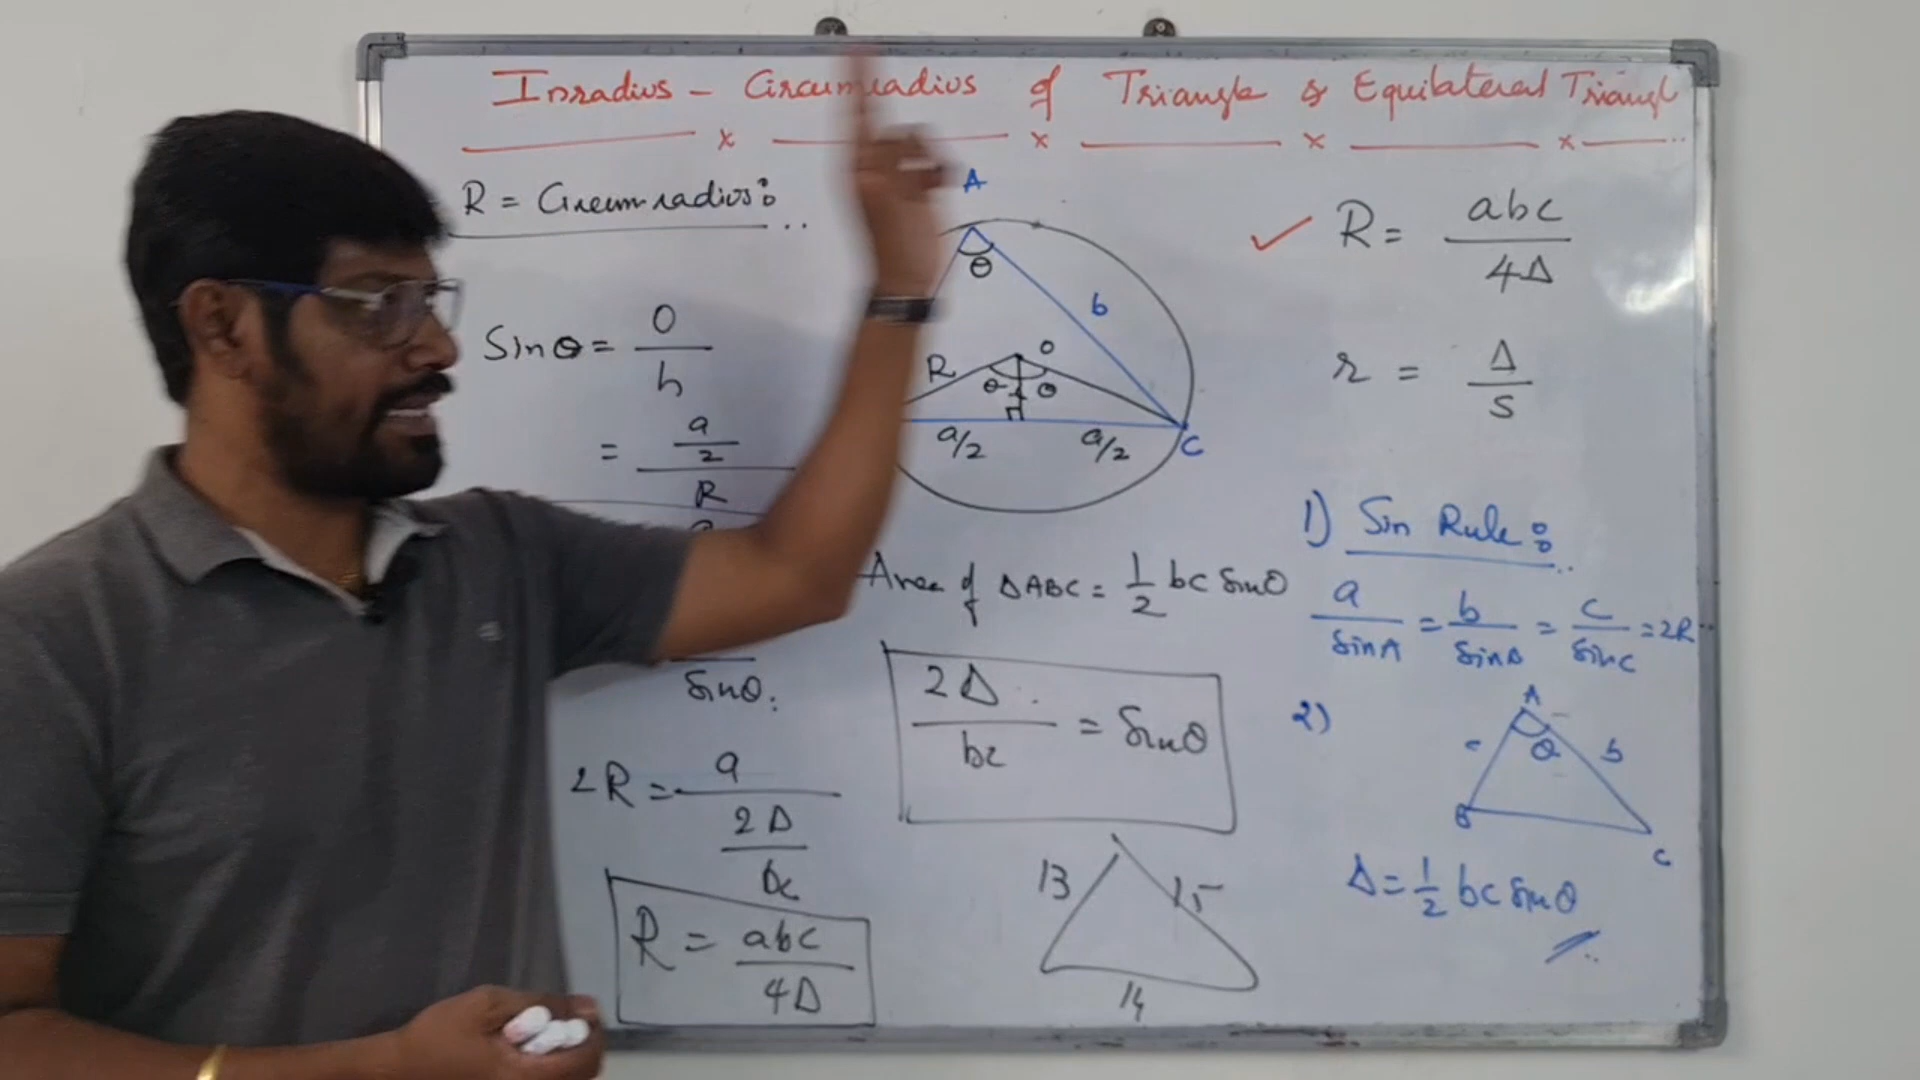 Inradius - Circumradius of Triangle & Equilateral Triangl
R = Circumradius:
Sinθ = O/h
= a/2 / R
sinθ.
2R = a / 2Δ/bc
R = abc/4Δ
A
θ
b
R
O
θ θ
a/2 a/2
C
Area of ΔABC = 1/2 bc Sinθ
2Δ/bc = Sinθ
13
15
14
R = abc/4Δ
r = Δ/s
1) Sin Rule:
a/sinA = b/sinB = c/sinC = 2R
2)
A
θ
c
b
B
C
Δ = 1/2 bc sinθ